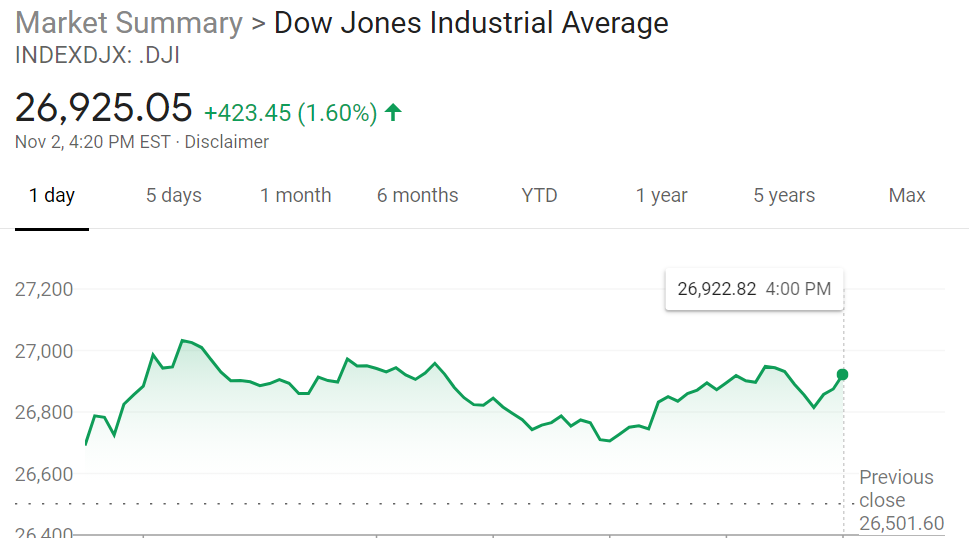 Market Summary > Dow Jones Industrial Average
INDEXDJX: .DJI
26,925.05 +423.45 (1.60%)
Nov 2, 4:20 PM EST · Disclaimer
1 day 5 days 1 month 6 months YTD 1 year 5 years Max
27,200
26,922.82 4:00 PM
27,000
26,800
26,600
Previous
close
26,501.60
26,400